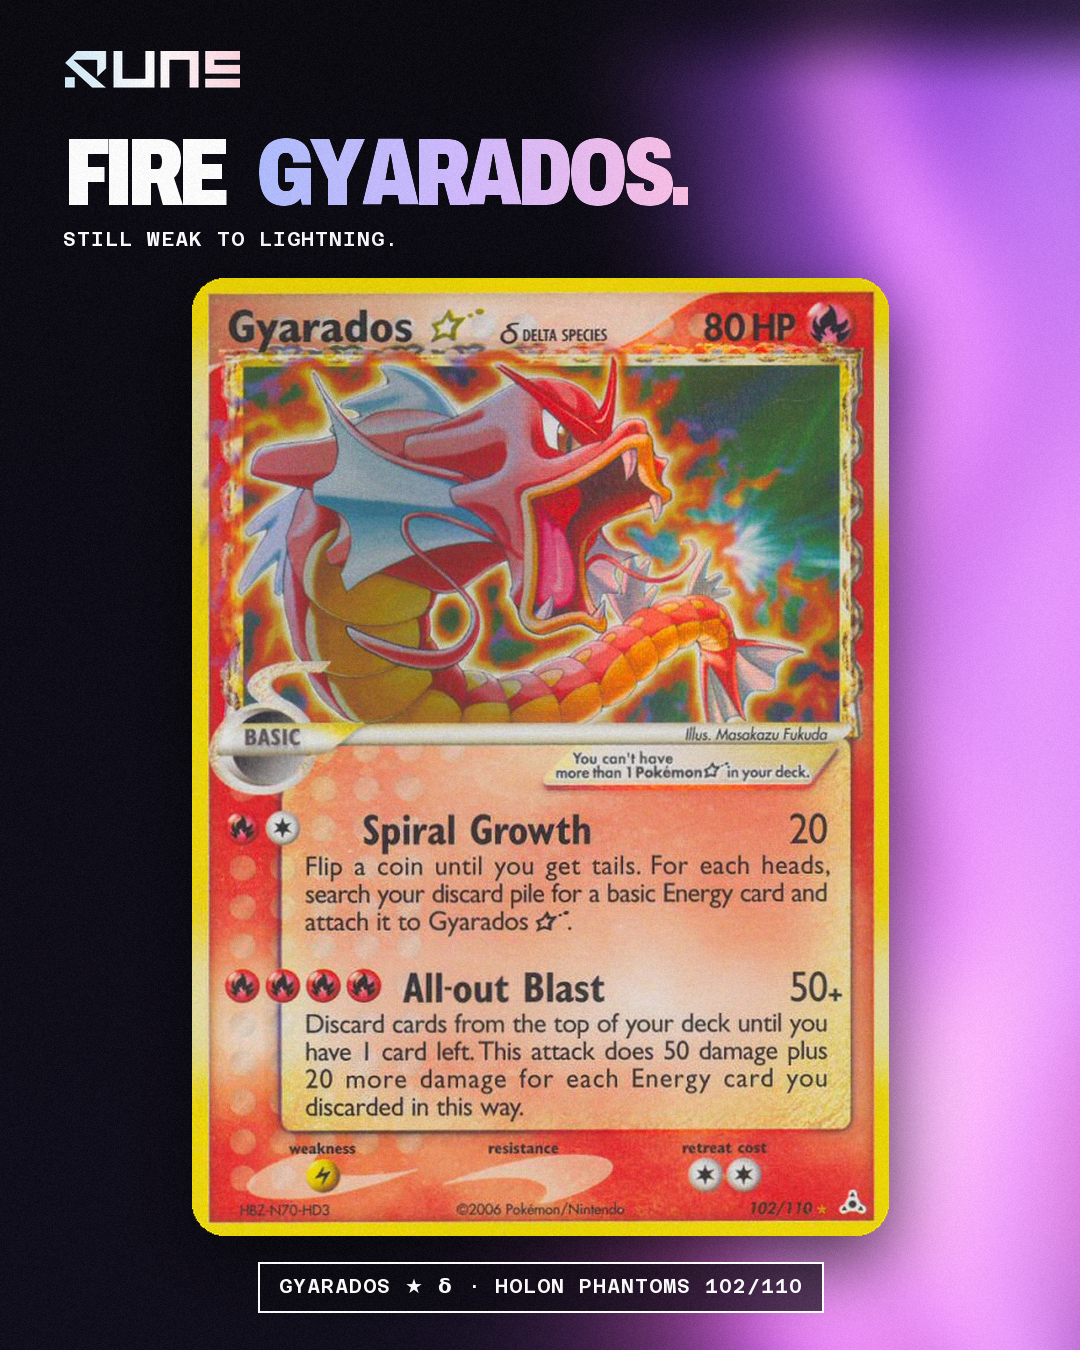 RUNE
FIRE GYARADOS.
STILL WEAK TO LIGHTNING.
Gyarados ☆ δ DELTA SPECIES 80 HP
BASIC
Illus. Masakazu Fukuda
You can't have
more than 1 Pokémon ☆ in your deck.
Spiral Growth 20
Flip a coin until you get tails. For each heads,
search your discard pile for a basic Energy card and
attach it to Gyarados ☆.
All-out Blast 50+
Discard cards from the top of your deck until you
have 1 card left. This attack does 50 damage plus
20 more damage for each Energy card you
discarded in this way.
weakness resistance retreat cost
HBZ-N70-HD3 ©2006 Pokémon/Nintendo 102/110 ★
GYARADOS ★ δ · HOLON PHANTOMS 102/110